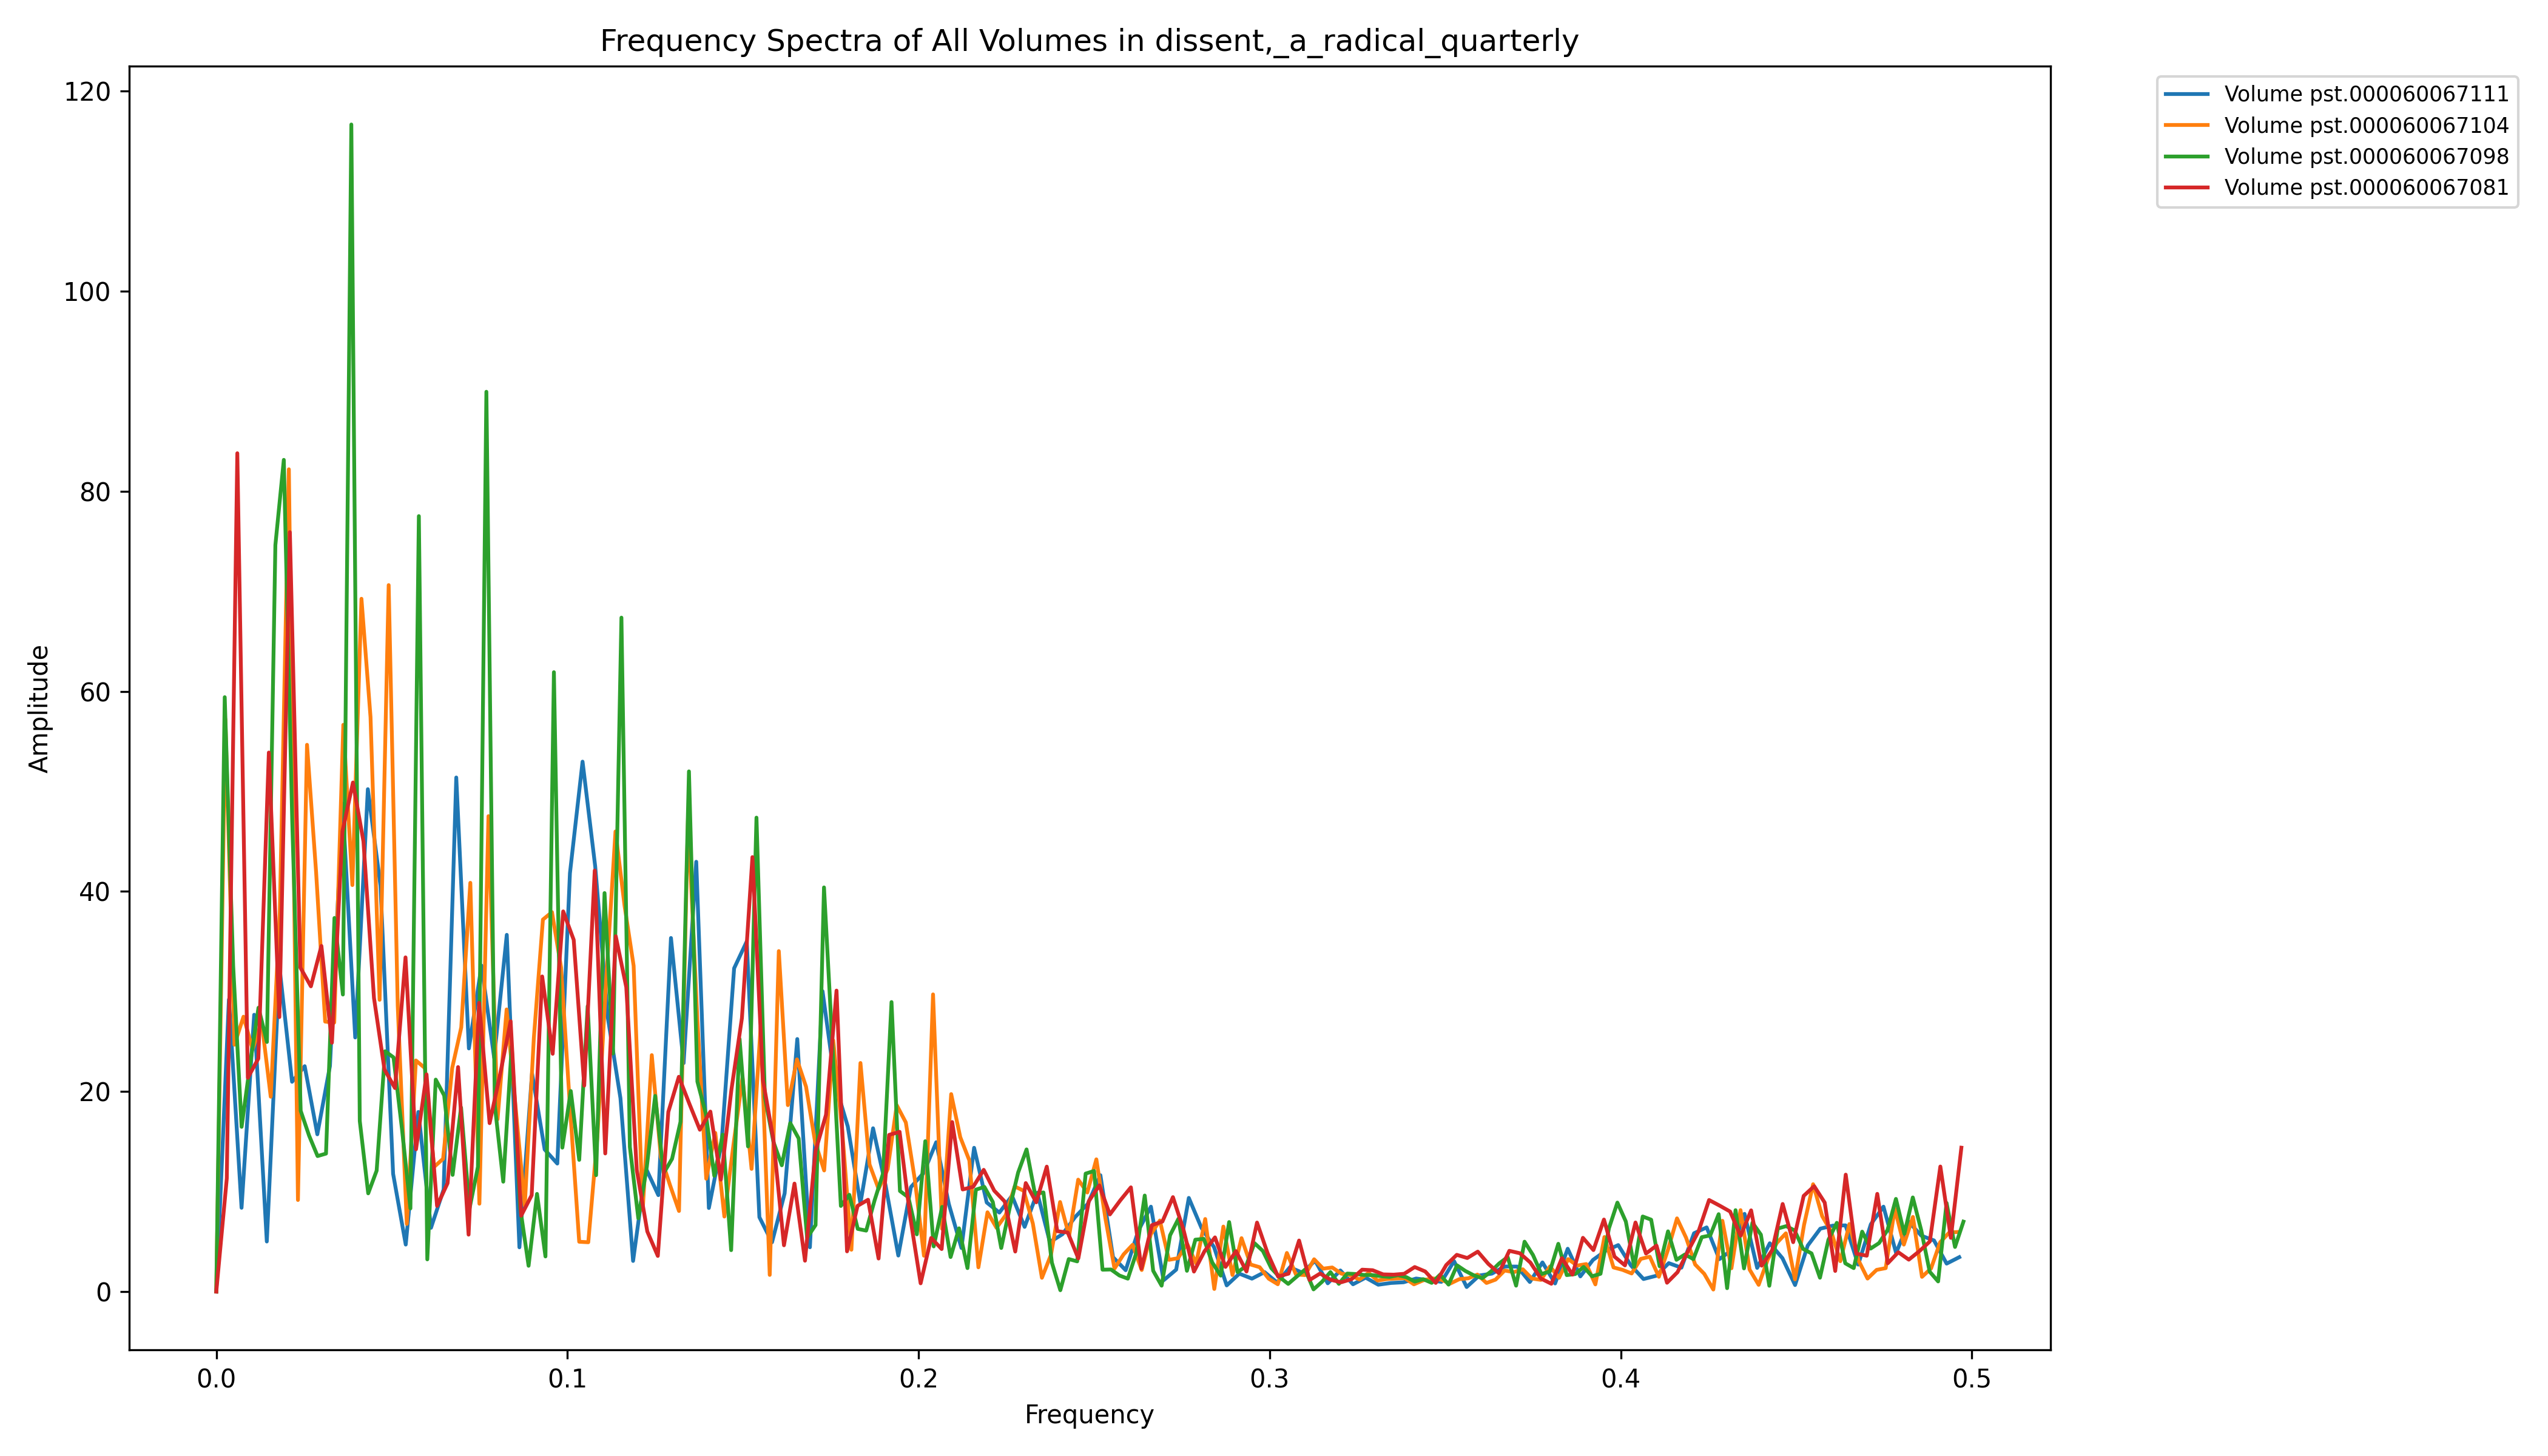 Frequency Spectra of All Volumes in dissent,_a_radical_quarterly
120
100
80
60
40
20
0
Amplitude
0.0 0.1 0.2 0.3 0.4 0.5
Frequency
Volume pst.000060067111
Volume pst.000060067104
Volume pst.000060067098
Volume pst.000060067081